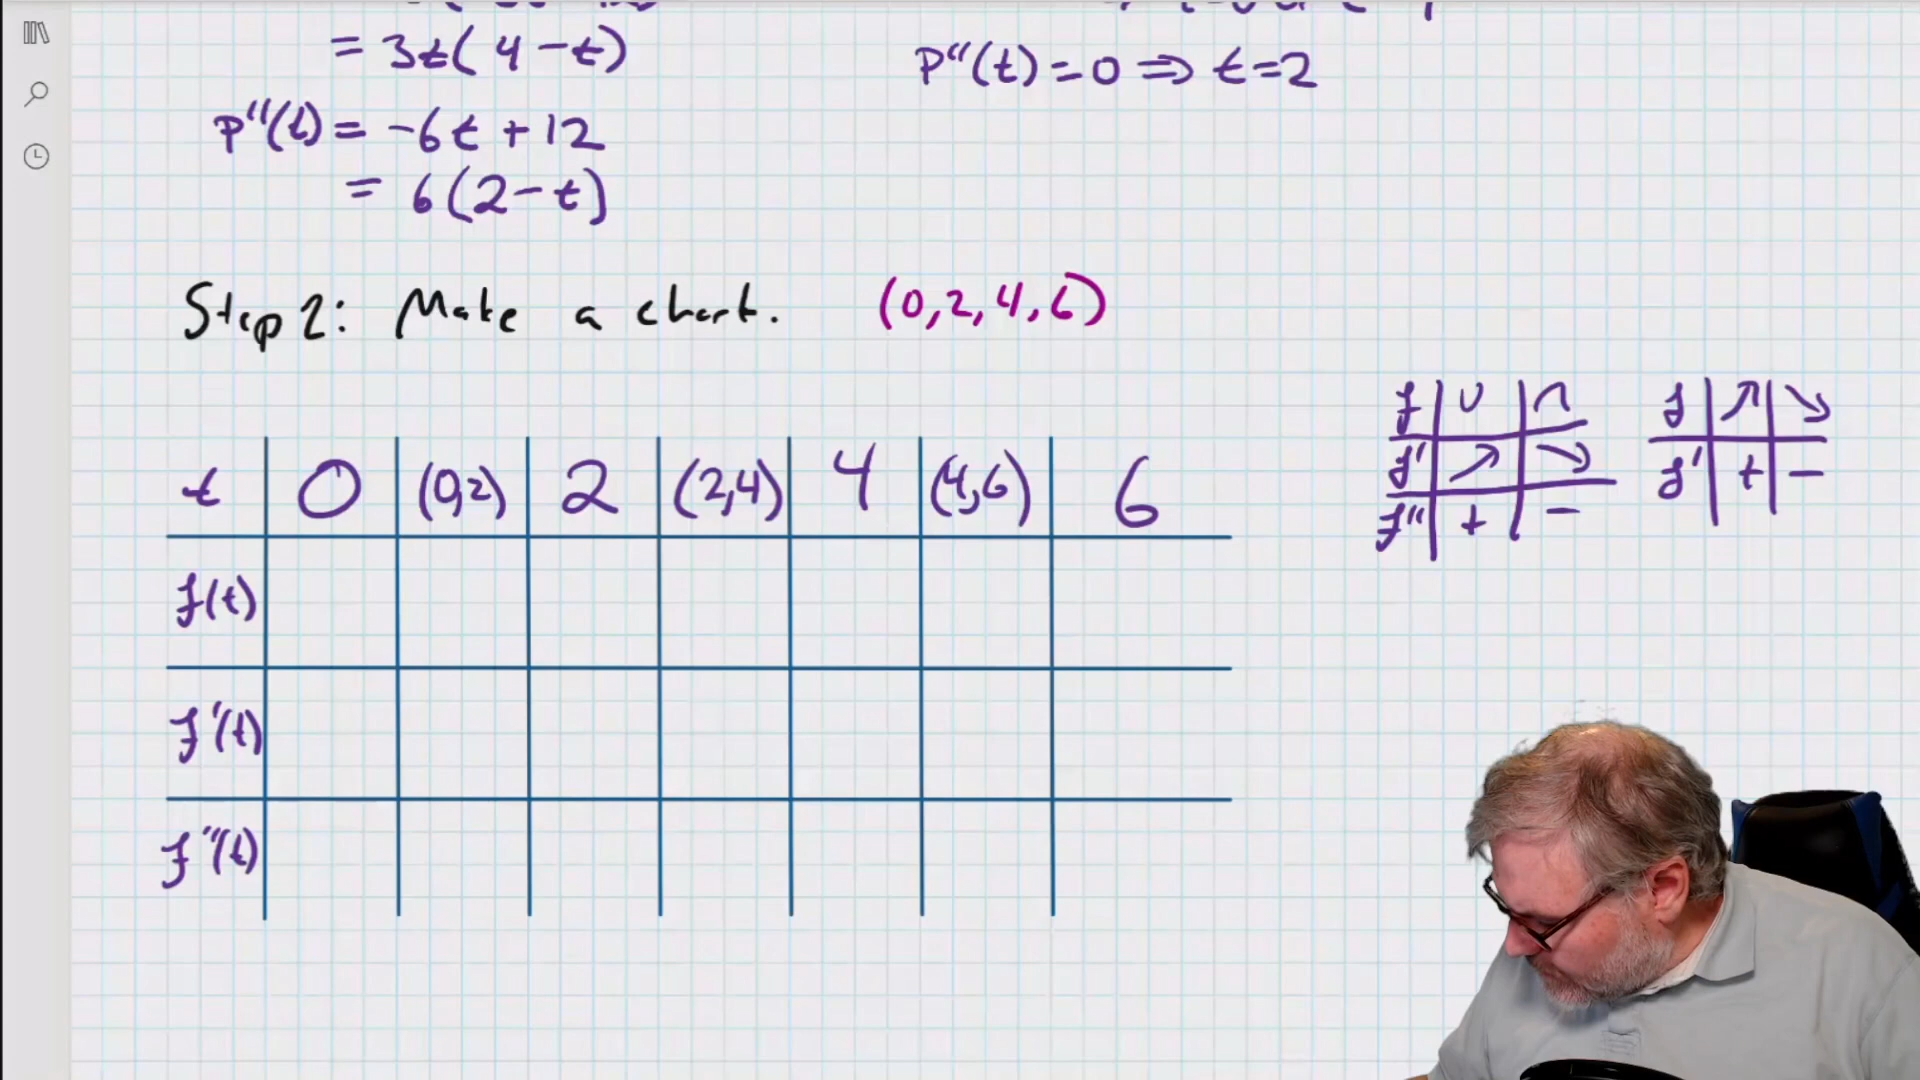 = 3t(4-t)
P''(t)=0 ⇒ t=2
P''(t) = -6t + 12
= 6(2-t)
Step 2: Make a chart. (0,2,4,6)
f ∪ ∩
f' ↗ ↘
f'' + -
f ↗ ↘
f' + -
t 0 (0,2) 2 (2,4) 4 (4,6) 6
f(t)
f'(t)
f''(t)